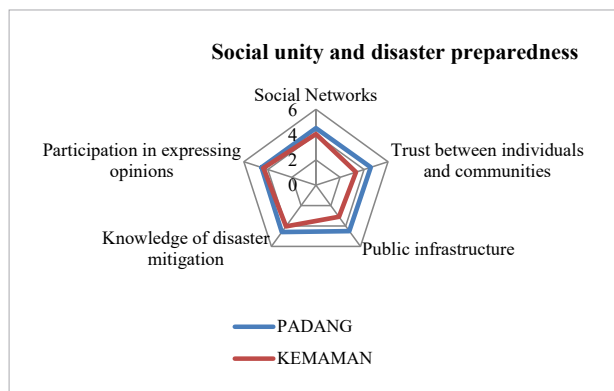 Social unity and disaster preparedness
Social Networks
6
4
2
0
Participation in expressing
opinions
Trust between individuals
and communities
Knowledge of disaster
mitigation
Public infrastructure
PADANG
KEMAMAN